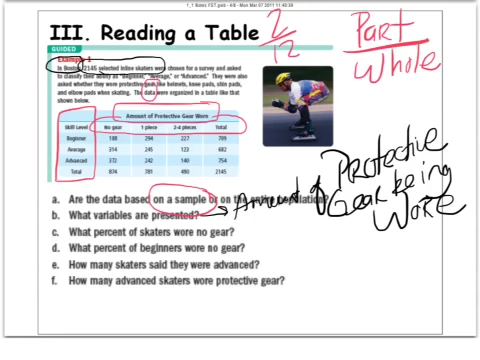 1_1 Notes FST.gwb - 4/8 - Mon Mar 07 2011 11:40:39
III. Reading a Table
2/12
Part
Whole
GUIDED
Example 1
In Boston, 2145 selected inline skaters were chosen for a survey and asked
to classify their ability as "Beginner," "Average," or "Advanced." They were also
asked whether they wore protective gear like helmets, knee pads, shin pads,
and elbow pads when skating. The data were organized in a table like that
shown below.
Amount of Protective Gear Worn
Skill Level No gear 1 piece 2-4 pieces Total
Beginner 188 294 227 709
Average 314 245 123 682
Advanced 372 242 140 754
Total 874 781 490 2145
a. Are the data based on a sample or on the entire population?
b. What variables are presented?
Amount of Protective
Gear being
Wore
c. What percent of skaters wore no gear?
d. What percent of beginners wore no gear?
e. How many skaters said they were advanced?
f. How many advanced skaters wore protective gear?